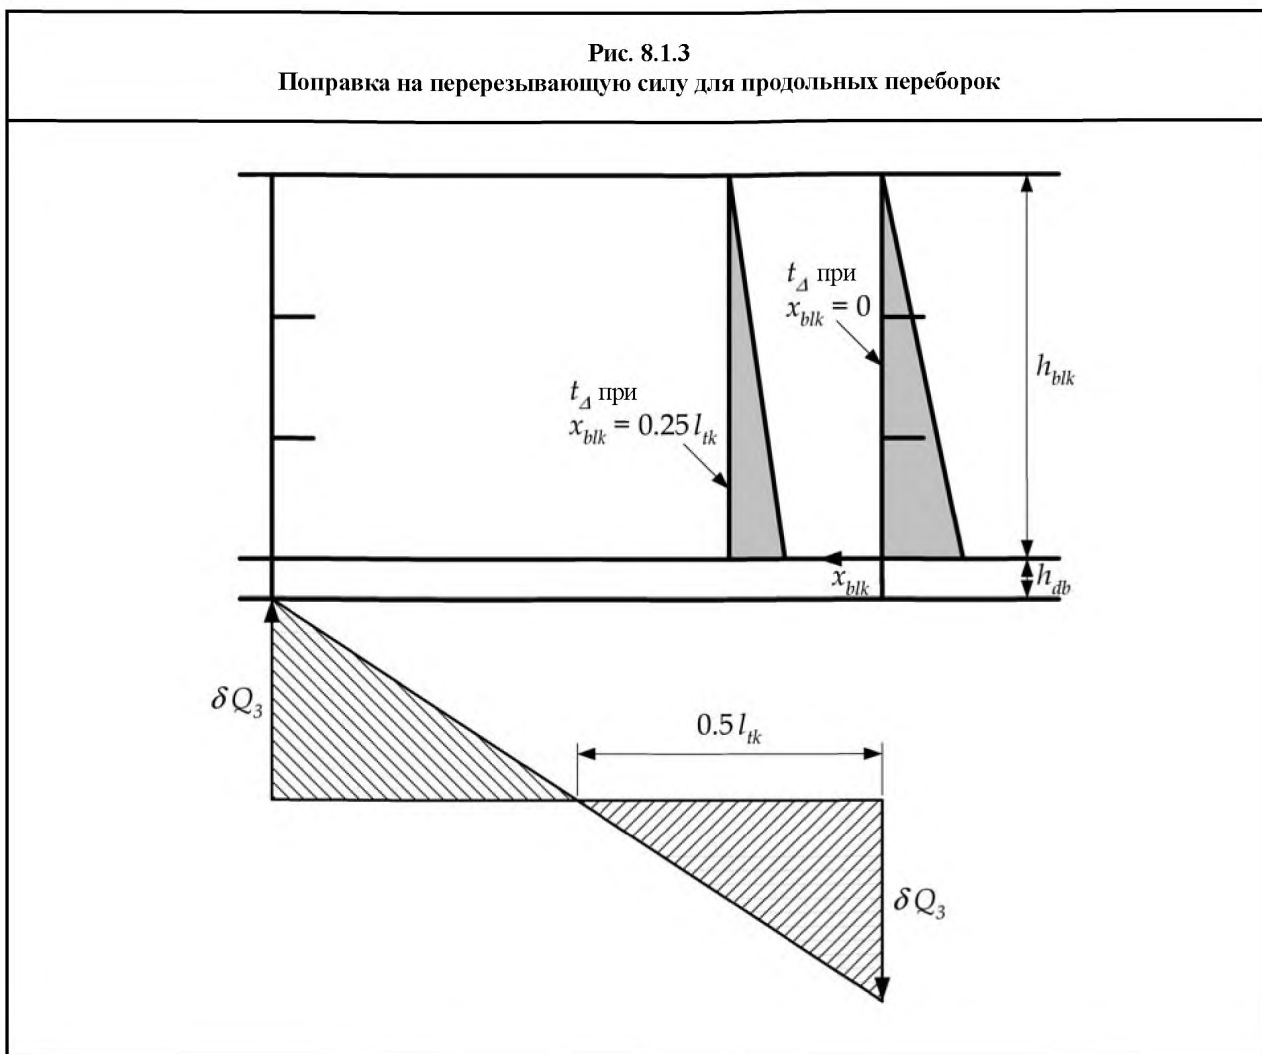 Рис. 8.1.3
Поправка на перерезывающую силу для продольных переборок
t_Δ при
x_blk = 0
h_blk
t_Δ при
x_blk = 0.25 l_tk
x_blk
h_db
δQ_3
0.5 l_tk
δQ_3